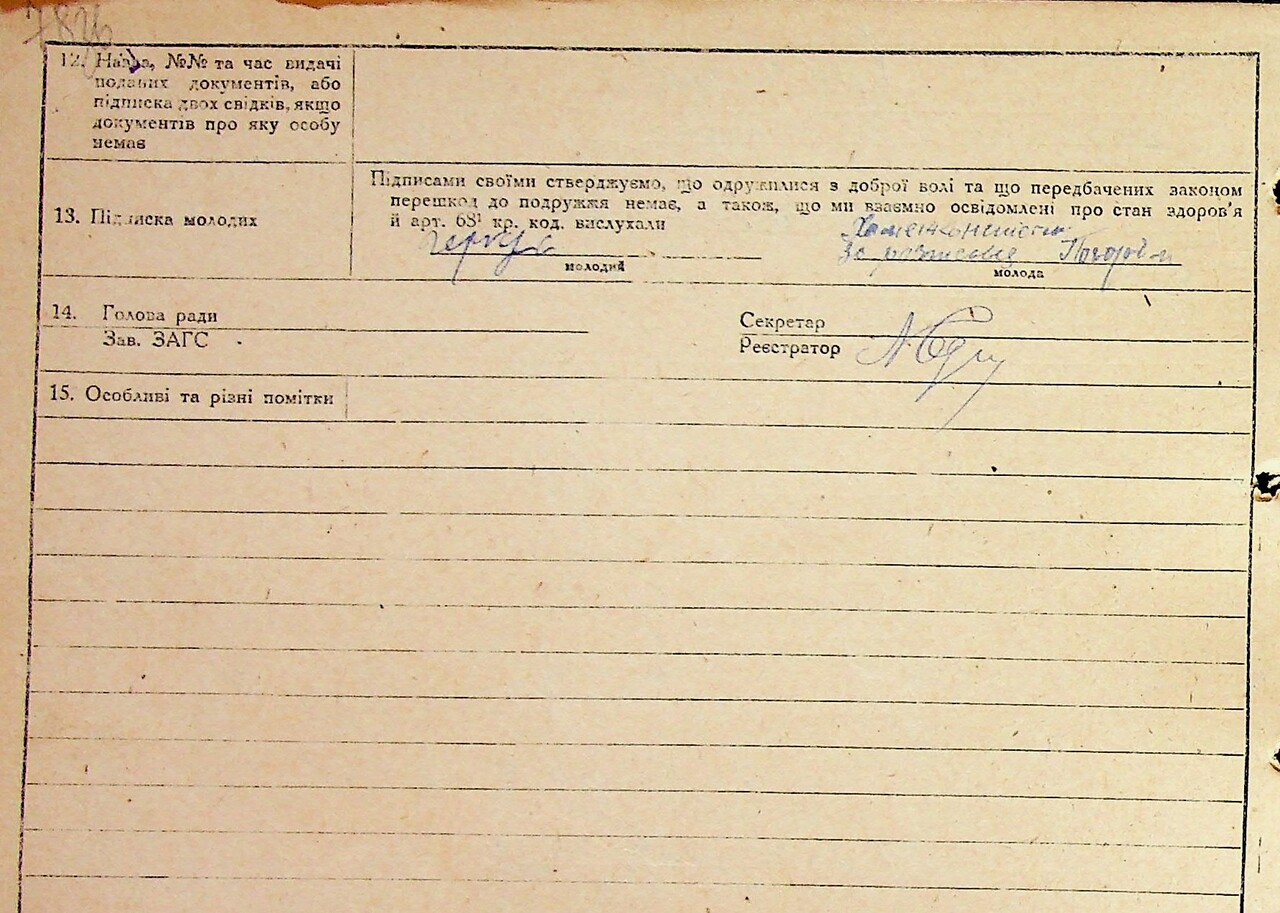 12. Назва, №№ та час видачі
поданих документів, або
підписка двох свідків, якщо
документів про яку особу
немає
13. Підписка молодих
Підписами своїми стверджуємо, що одружилися з доброї волі та що передбачених законом
перешкод до подружжя немає, а також, що ми взаємно освідомлені про стан здоров'я
й арт. 68¹ кр. код. вислухали
молодий
молода
14. Голова ради
Зав. ЗАГС
Секретар
Реєстратор
15. Особливі та різні помітки